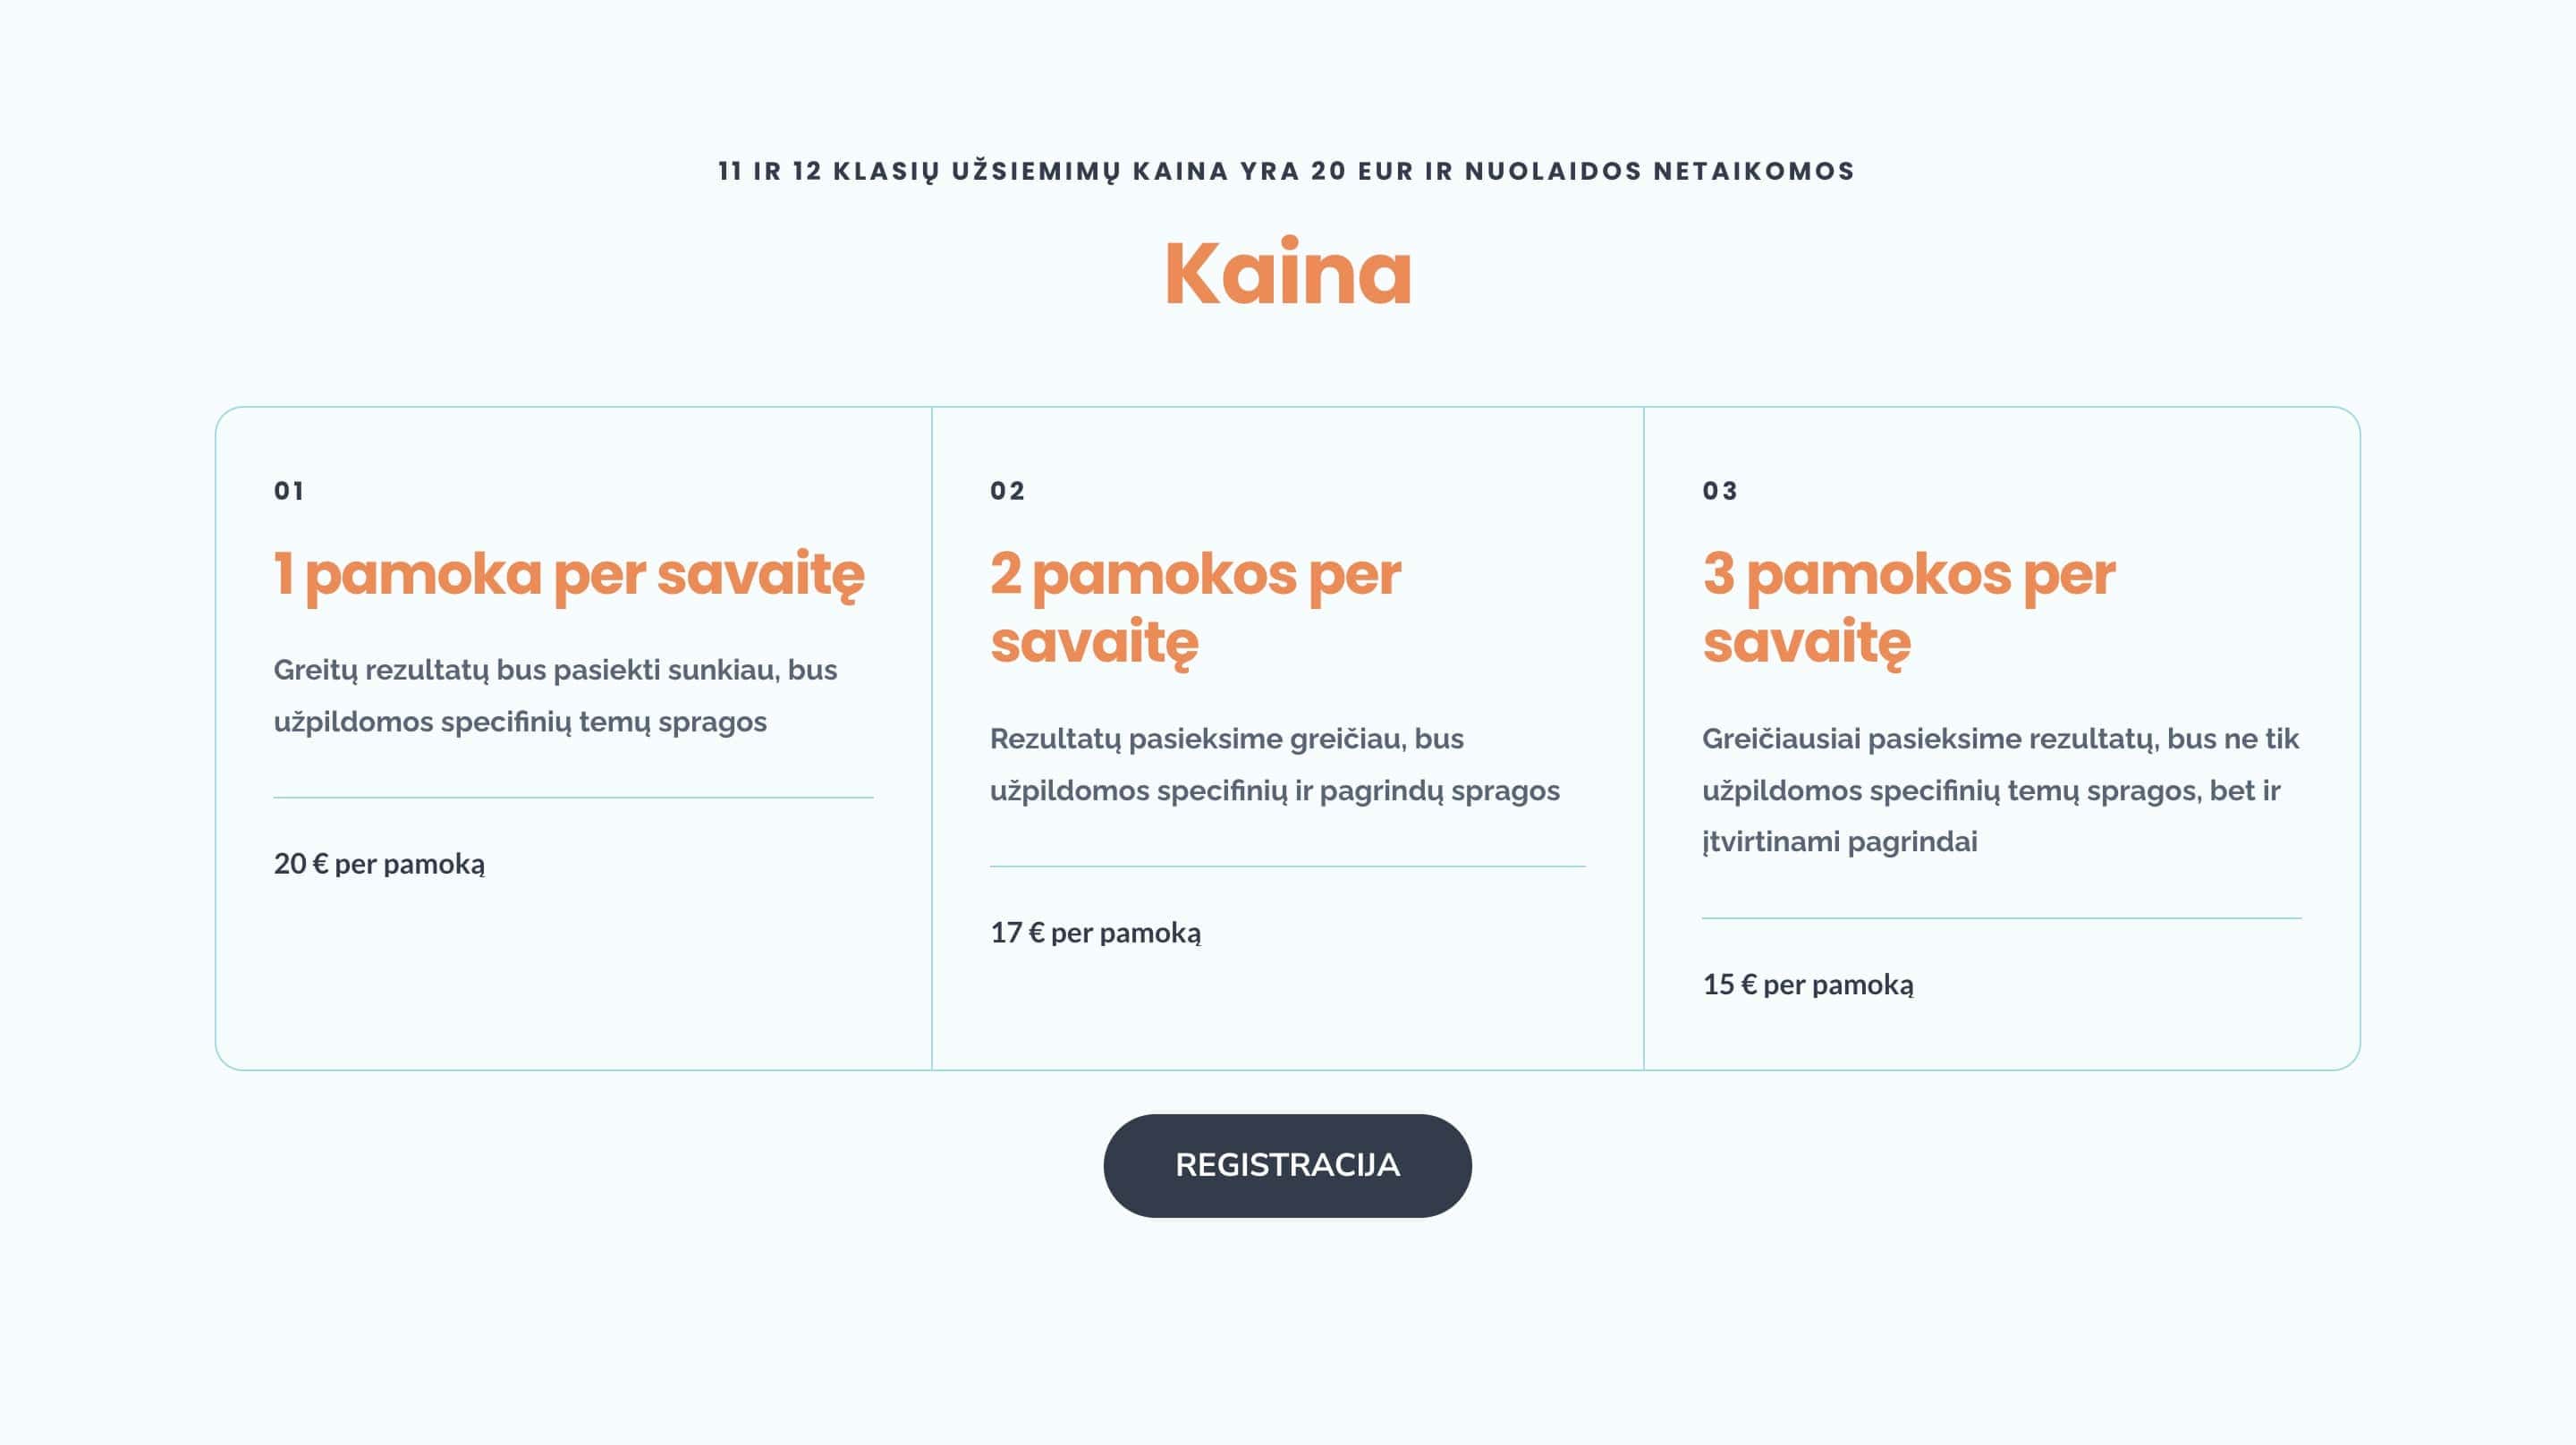 11 IR 12 KLASIŲ UŽSIEMIMŲ KAINA YRA 20 EUR IR NUOLAIDOS NETAIKOMOS
Kaina
01
1 pamoka per savaitę
Greitų rezultatų bus pasiekti sunkiau, bus
užpildomos specifinių temų spragos
20 € per pamoką
02
2 pamokos per
savaitę
Rezultatų pasieksime greičiau, bus
užpildomos specifinių ir pagrindų spragos
17 € per pamoką
03
3 pamokos per
savaitę
Greičiausiai pasieksime rezultatų, bus ne tik
užpildomos specifinių temų spragos, bet ir
įtvirtinami pagrindai
15 € per pamoką
REGISTRACIJA